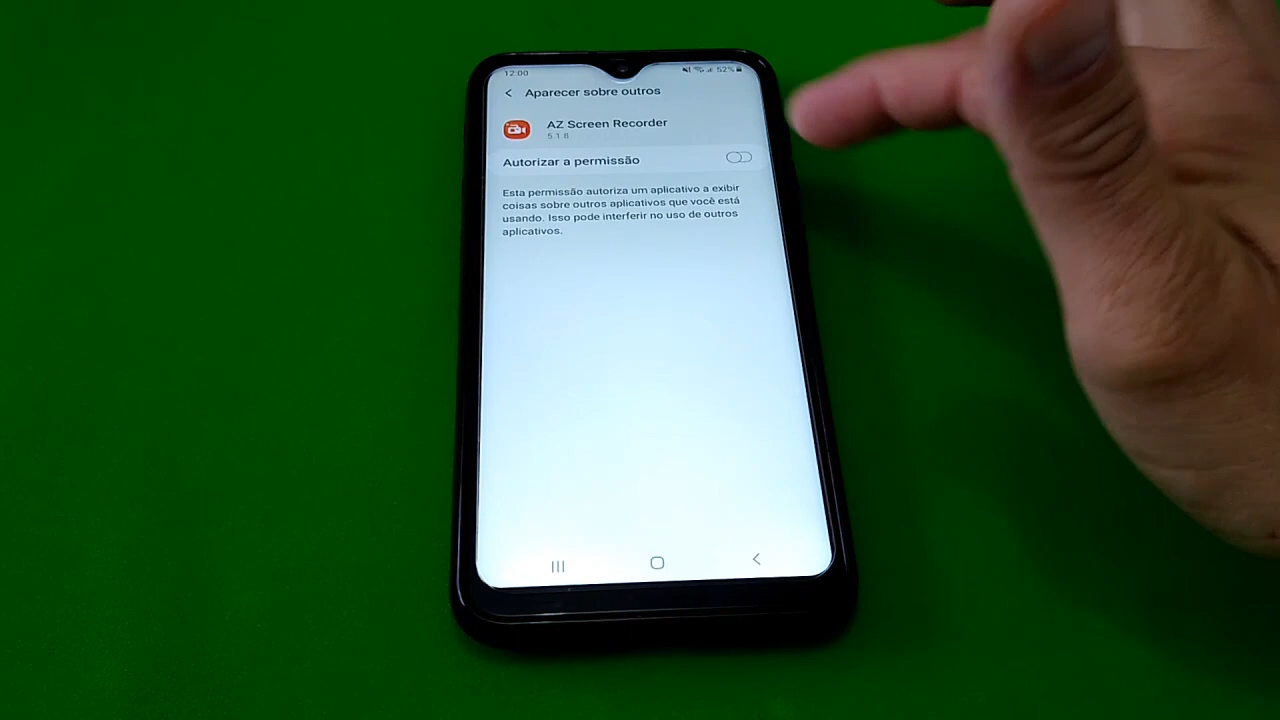 12:00 52%
Aparecer sobre outros
AZ Screen Recorder
5.1.8
Autorizar a permissão
Esta permissão autoriza um aplicativo a exibir
coisas sobre outros aplicativos que você está
usando. Isso pode interferir no uso de outros
aplicativos.